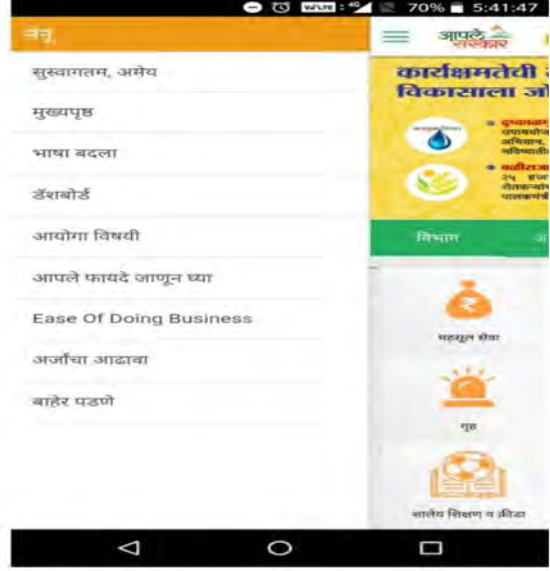 70% 5:41:47
मेनू
सुस्वागतम, अमेय
मुख्यपृष्ठ
भाषा बदला
डॅशबोर्ड
आयोगा विषयी
आपले फायदे जाणून घ्या
Ease Of Doing Business
अर्जाचा आढावा
बाहेर पडणे
आपले
सरकार
कार्यक्षमतेची
विकासाला जो
विभाग
महसूल सेवा
गृह
शालेय शिक्षण व क्रीडा